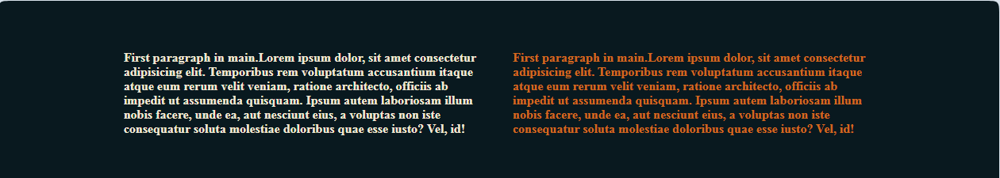 First paragraph in main.Lorem ipsum dolor, sit amet consectetur
adipisicing elit. Temporibus rem voluptatum accusantium itaque
atque eum rerum velit veniam, ratione architecto, officiis ab
impedit ut assumenda quisquam. Ipsum autem laboriosam illum
nobis facere, unde ea, aut nesciunt eius, a voluptas non iste
consequatur soluta molestiae doloribus quae esse iusto? Vel, id!
First paragraph in main.Lorem ipsum dolor, sit amet consectetur
adipisicing elit. Temporibus rem voluptatum accusantium itaque
atque eum rerum velit veniam, ratione architecto, officiis ab
impedit ut assumenda quisquam. Ipsum autem laboriosam illum
nobis facere, unde ea, aut nesciunt eius, a voluptas non iste
consequatur soluta molestiae doloribus quae esse iusto? Vel, id!